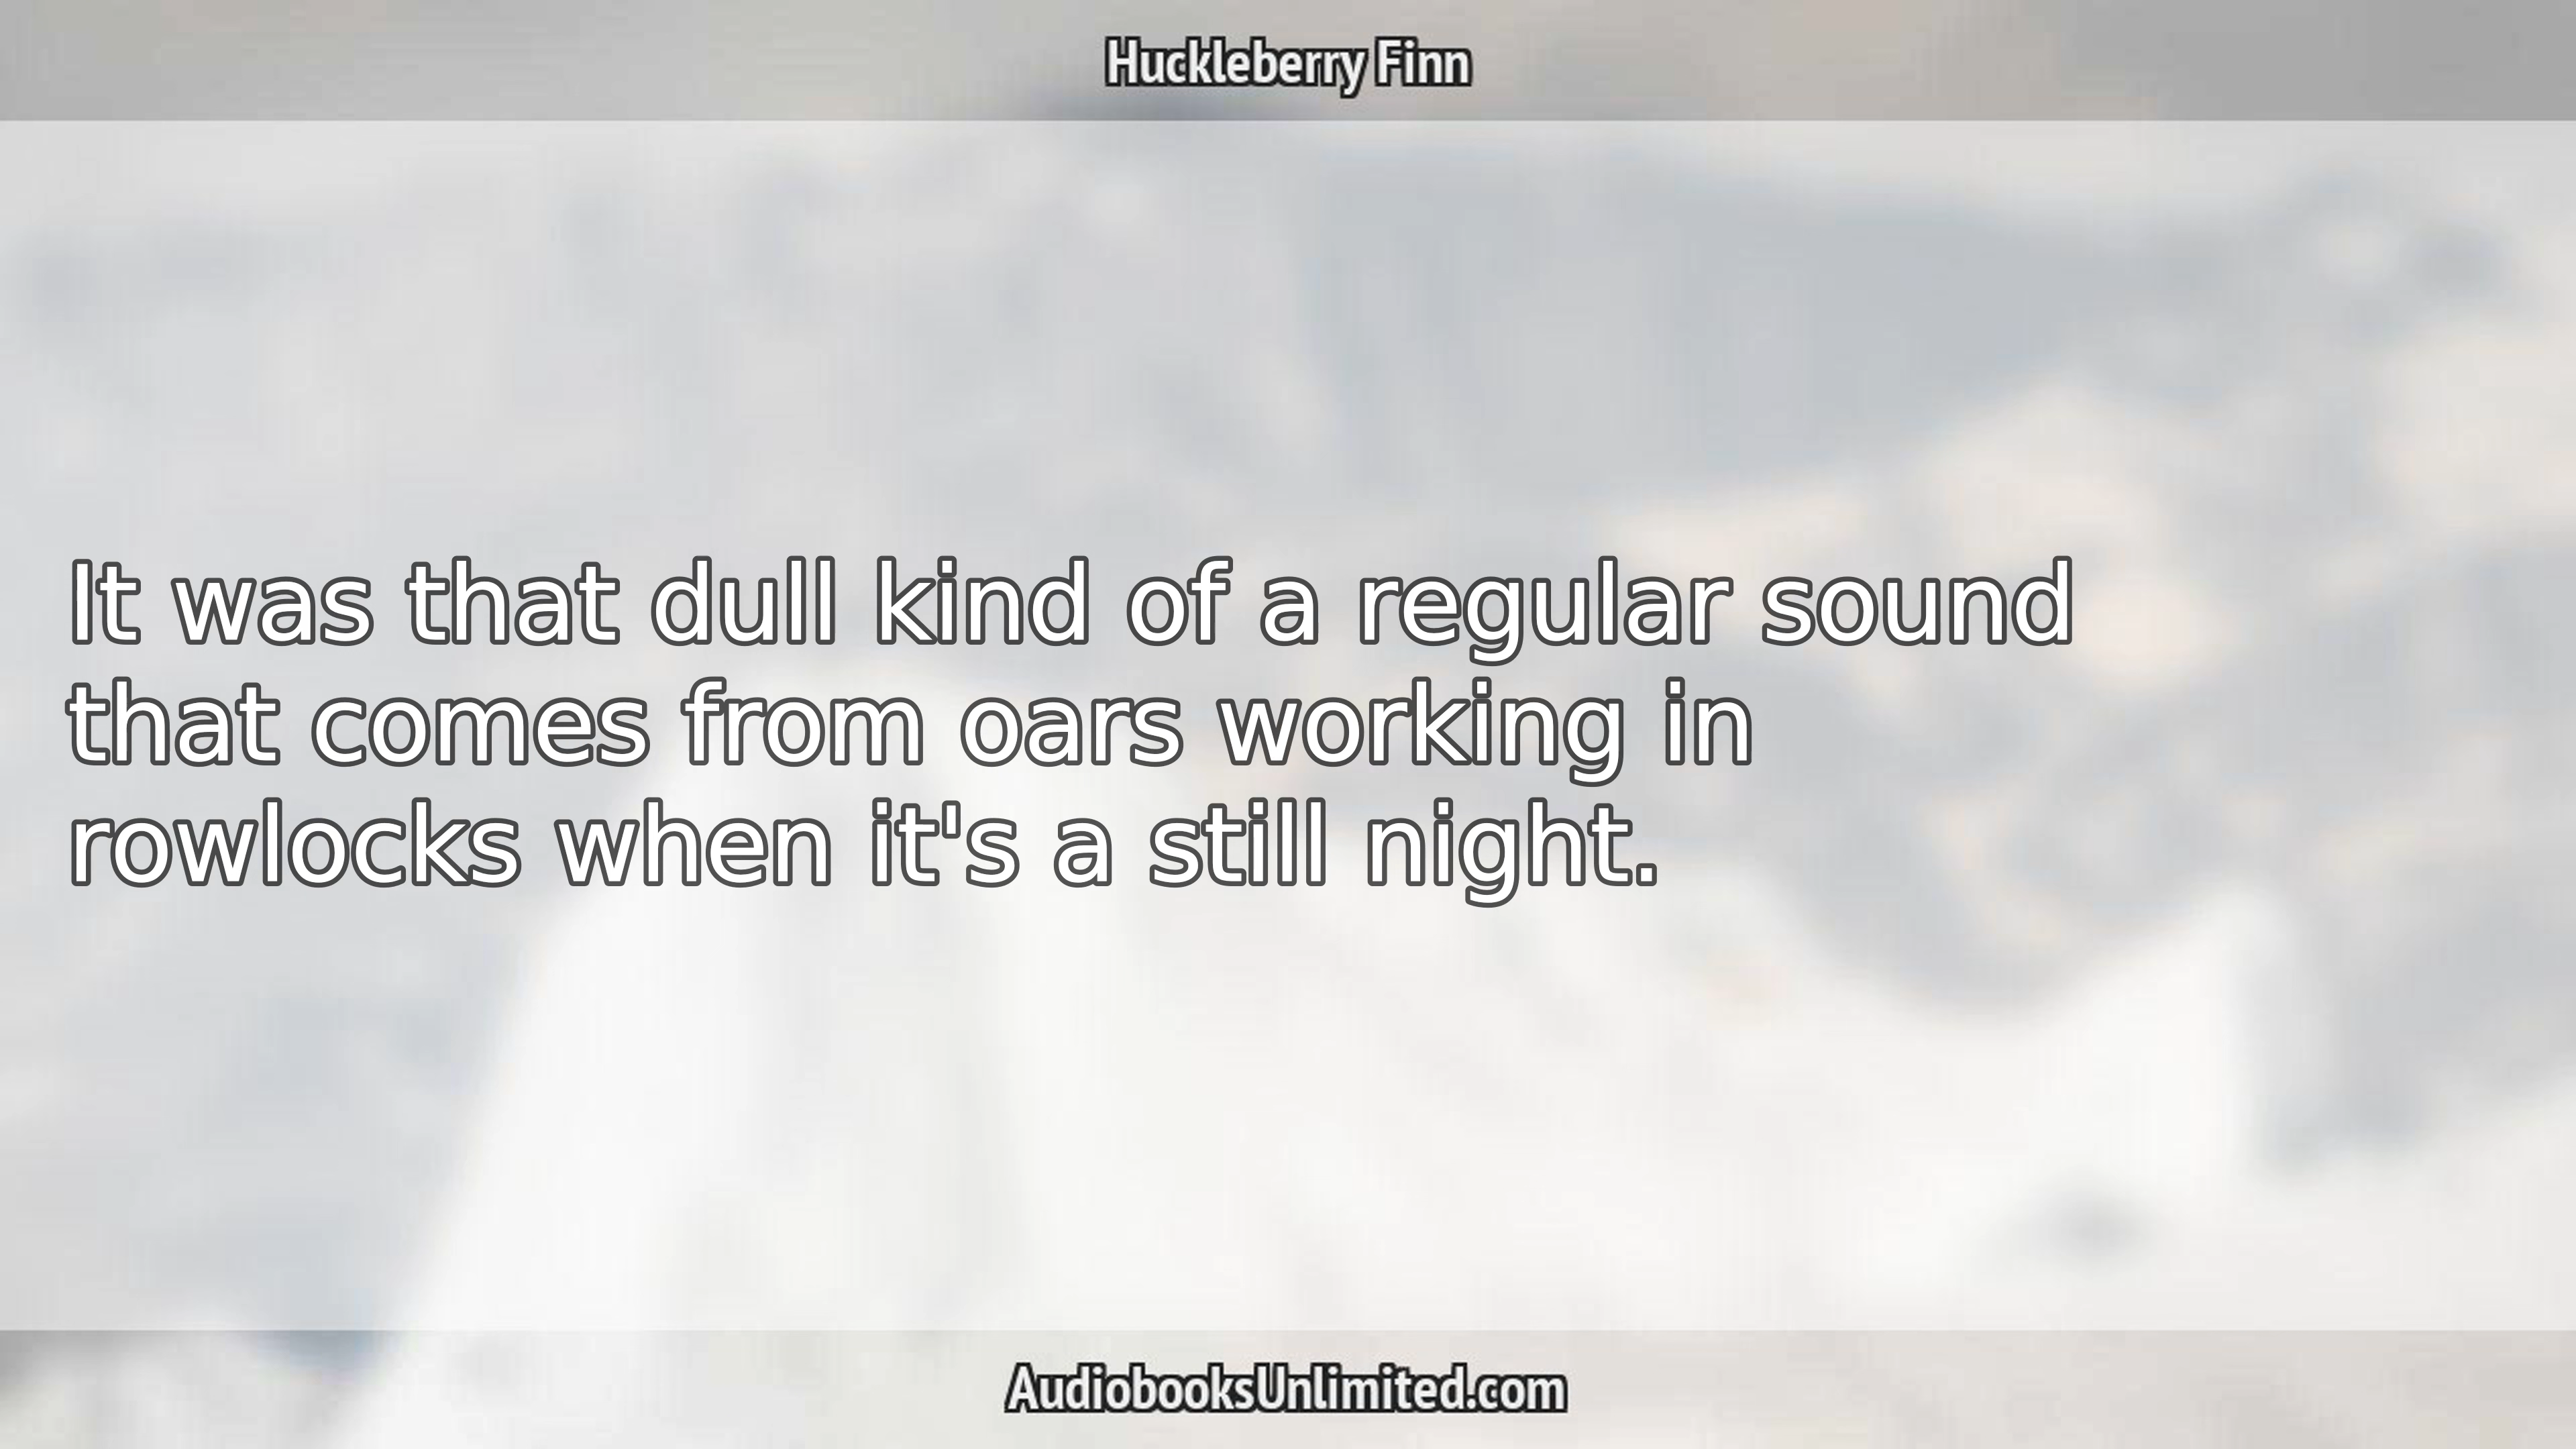 Huckleberry Finn
It was that dull kind of a regular sound
that comes from oars working in
rowlocks when it's a still night.
AudiobooksUnlimited.com